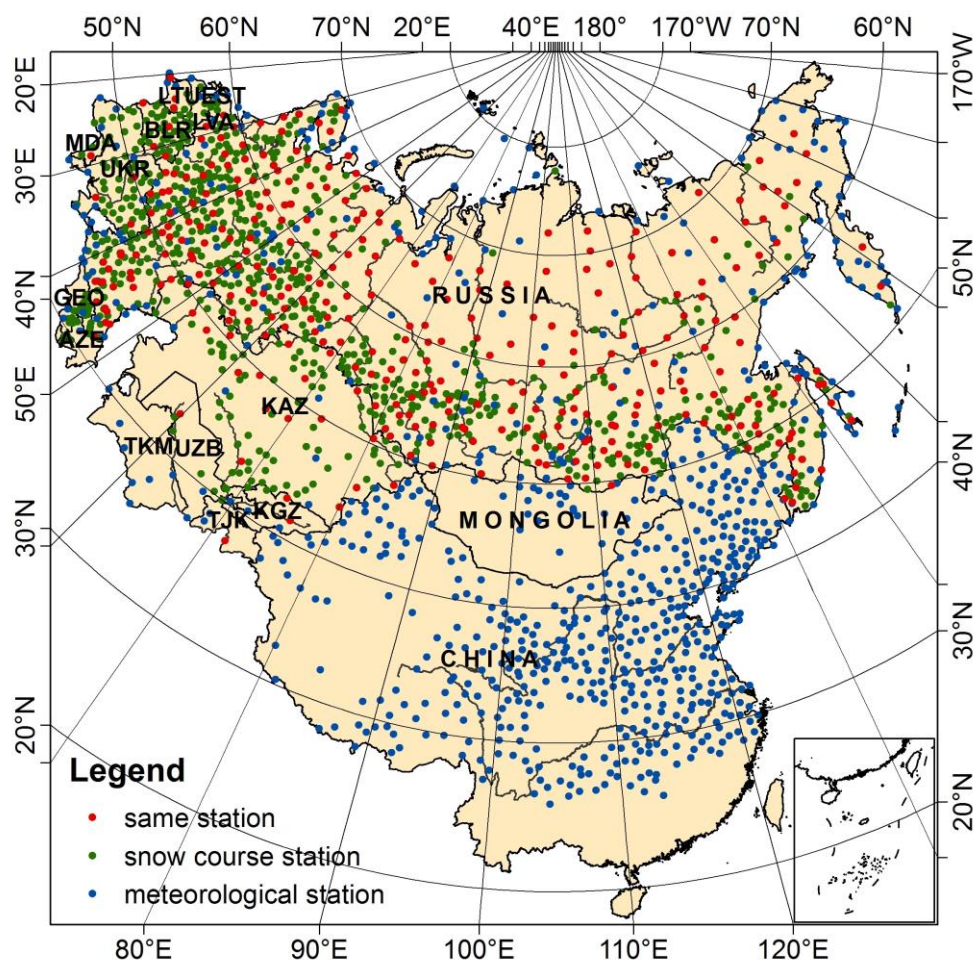 50°N 60°N 70°N 20°E 40°E 180° 170°W 70°N 60°N
20°E
170°W
LTU EST
BLR LVA
MDA
UKR
30°E
50°N
40°N
RUSSIA
GEO
AZE
50°E
KAZ
40°N
TKM UZB
KGZ
TJK
MONGOLIA
30°N
30°N
CHINA
20°N
20°N
Legend
same station
snow course station
meteorological station
80°E 90°E 100°E 110°E 120°E